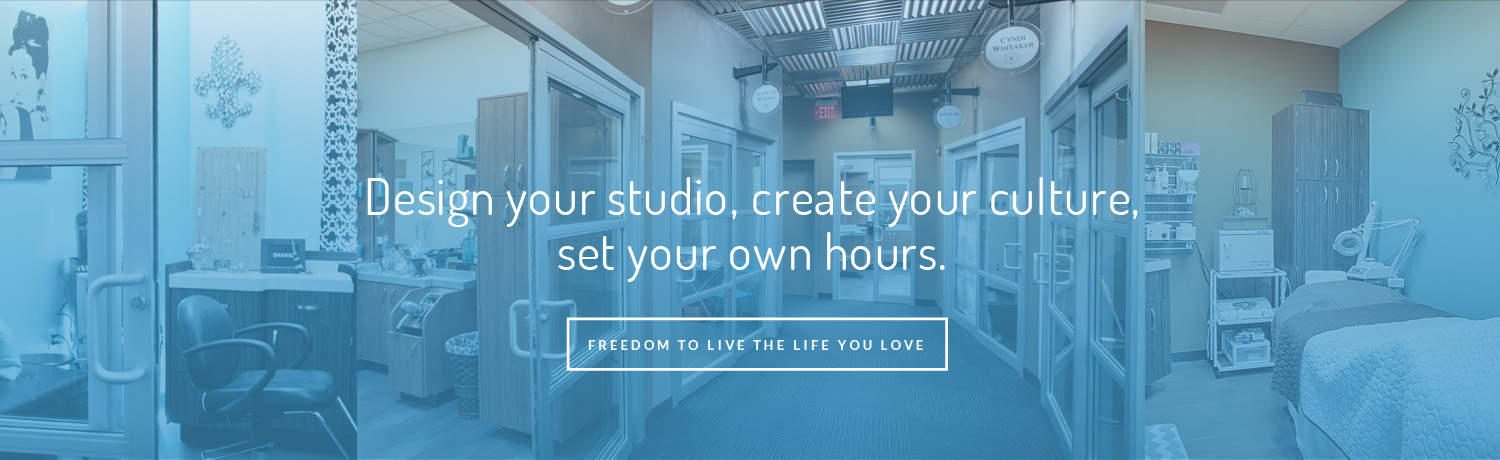 CYNDI
WHITAKER
EXIT
CHANEL
Design your studio, create your culture,
set your own hours.
FREEDOM TO LIVE THE LIFE YOU LOVE